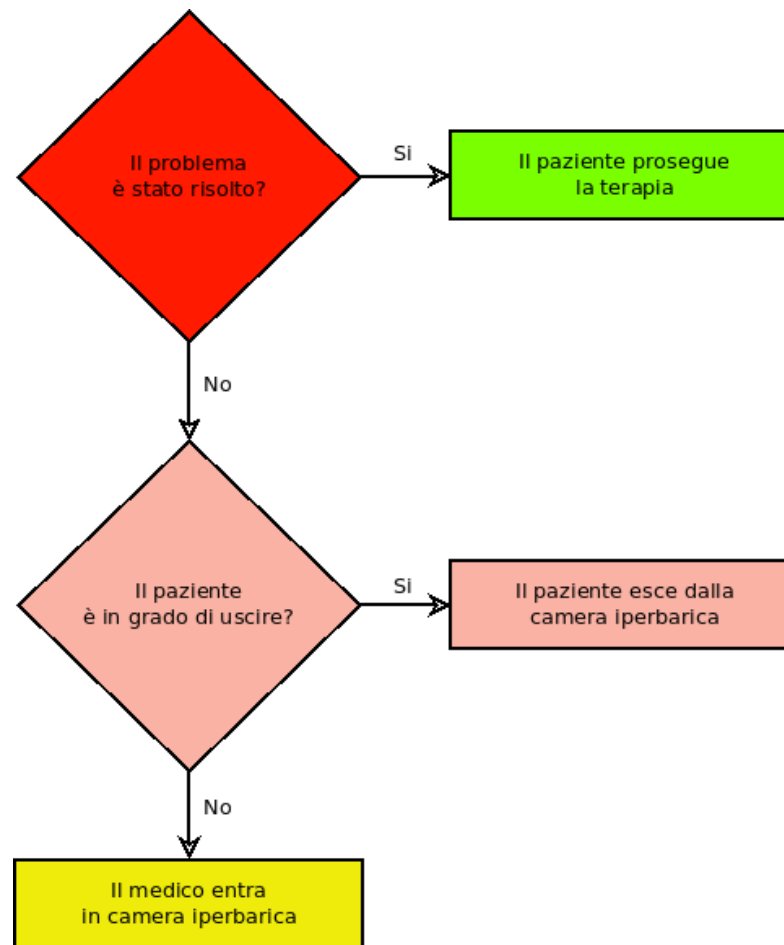 Il problema
è stato risolto?
Si
Il paziente prosegue
la terapia
No
Il paziente
è in grado di uscire?
Si
Il paziente esce dalla
camera iperbarica
No
Il medico entra
in camera iperbarica